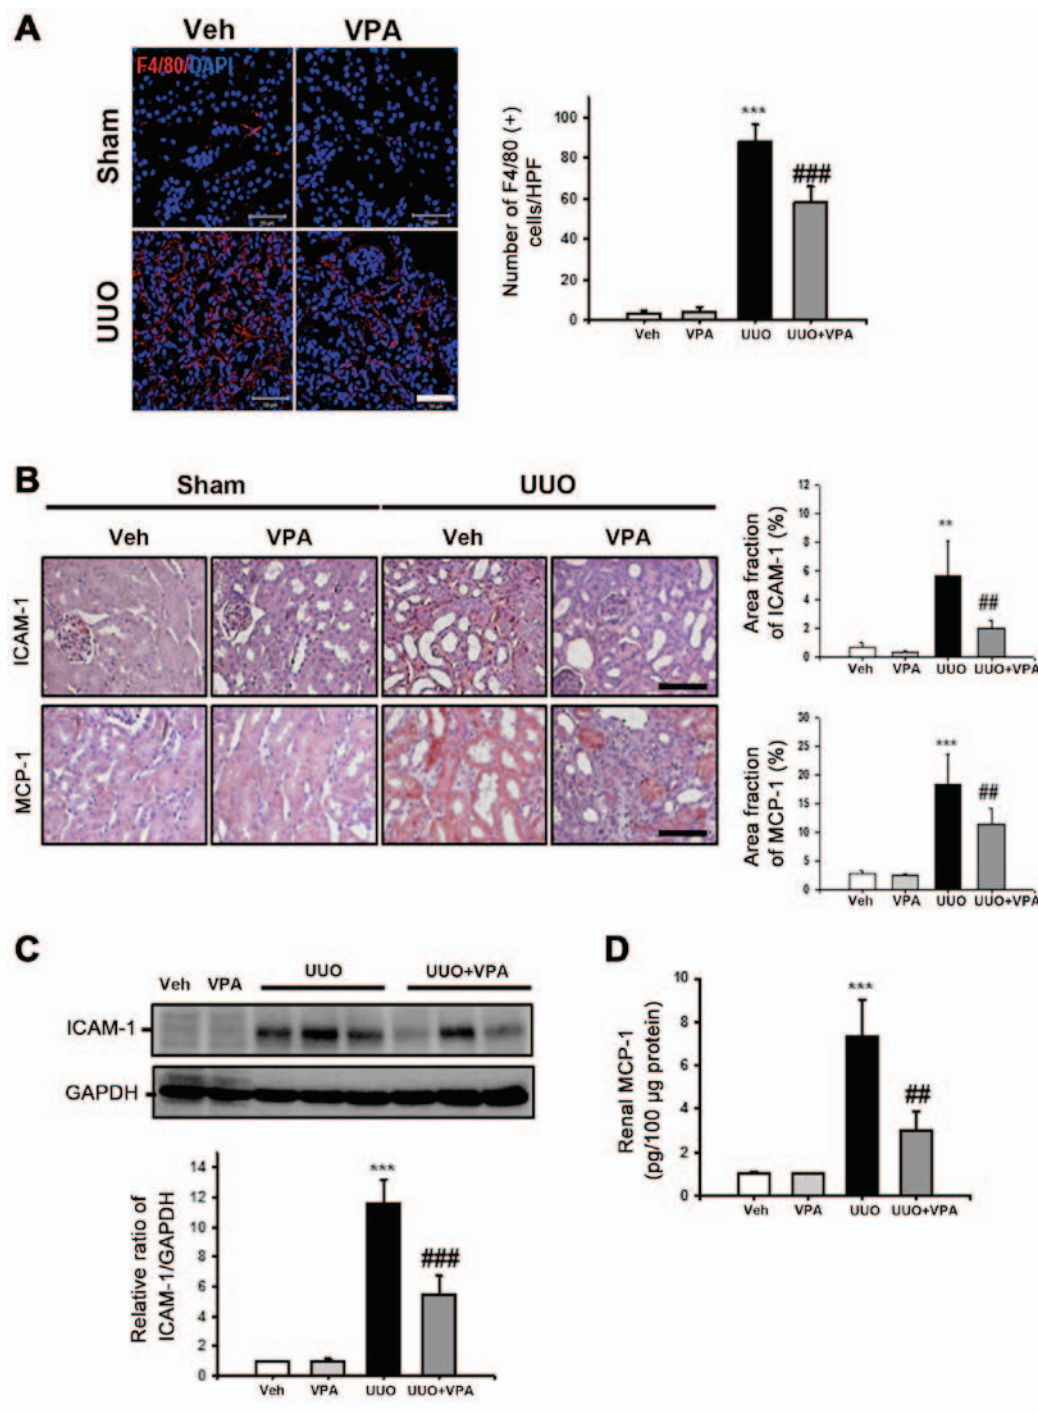 A
Veh VPA
F4/80/DAPI
Sham
UUO
Number of F4/80 (+)
cells/HPF
100
80
60
40
20
0
***
###
Veh VPA UUO UUO+VPA
B
Sham UUO
Veh VPA Veh VPA
ICAM-1
MCP-1
Area fraction
of ICAM-1 (%)
12
10
8
6
4
2
0
**
##
Veh VPA UUO UUO+VPA
Area fraction
of MCP-1 (%)
30
25
20
15
10
5
0
***
##
Veh VPA UUO UUO+VPA
C
Veh VPA UUO UUO+VPA
ICAM-1
GAPDH
Relative ratio of
ICAM-1/GAPDH
14
12
10
8
6
4
2
0
***
###
Veh VPA UUO UUO+VPA
D
Renal MCP-1
(pg/100 µg protein)
10
8
6
4
2
0
***
##
Veh VPA UUO UUO+VPA